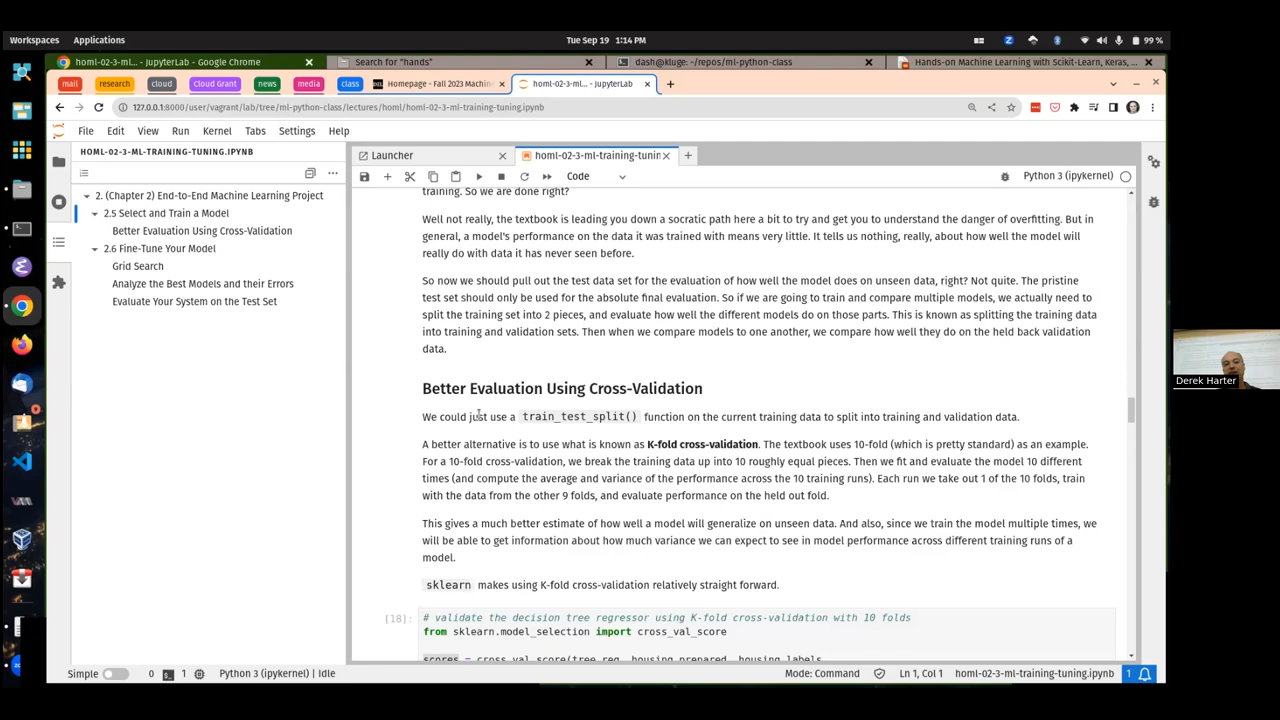 Workspaces Applications Tue Sep 19 1:14 PM 99 %
homl-02-3-ml... - JupyterLab - Google Chrome × Search for "hands" × dash@kluge: ~/repos/ml-python-class × Hands-on Machine Learning with Scikit-Learn, Keras, ... ×
mail research cloud Cloud Grant news media class Homepage - Fall 2023 Machin × homl-02-3-ml... - JupyterLab × +
127.0.0.1:8000/user/vagrant/lab/tree/ml-python-class/lectures/homl/homl-02-3-ml-training-tuning.ipynb
File Edit View Run Kernel Tabs Settings Help
HOML-02-3-ML-TRAINING-TUNING.IPYNB
Launcher × homl-02-3-ml-training-tunin × +
Code Python 3 (ipykernel)
2. (Chapter 2) End-to-End Machine Learning Project
2.5 Select and Train a Model
Better Evaluation Using Cross-Validation
2.6 Fine-Tune Your Model
Grid Search
Analyze the Best Models and their Errors
Evaluate Your System on the Test Set
training. So we are done right?
Well not really, the textbook is leading you down a socratic path here a bit to try and get you to understand the danger of overfitting. But in
general, a model's performance on the data it was trained with means very little. It tells us nothing, really, about how well the model will
really do with data it has never seen before.
So now we should pull out the test data set for the evaluation of how well the model does on unseen data, right? Not quite. The pristine
test set should only be used for the absolute final evaluation. So if we are going to train and compare multiple models, we actually need to
split the training set into 2 pieces, and evaluate how well the different models do on those parts. This is known as splitting the training data
into training and validation sets. Then when we compare models to one another, we compare how well they do on the held back validation
data.
Better Evaluation Using Cross-Validation
We could just use a train_test_split() function on the current training data to split into training and validation data.
A better alternative is to use what is known as K-fold cross-validation. The textbook uses 10-fold (which is pretty standard) as an example.
For a 10-fold cross-validation, we break the training data up into 10 roughly equal pieces. Then we fit and evaluate the model 10 different
times (and compute the average and variance of the performance across the 10 training runs). Each run we take out 1 of the 10 folds, train
with the data from the other 9 folds, and evaluate performance on the held out fold.
This gives a much better estimate of how well a model will generalize on unseen data. And also, since we train the model multiple times, we
will be able to get information about how much variance we can expect to see in model performance across different training runs of a
model.
sklearn makes using K-fold cross-validation relatively straight forward.
[18]: # validate the decision tree regressor using K-fold cross-validation with 10 folds
from sklearn.model_selection import cross_val_score
scores = cross_val_score(tree_reg, housing_prepared, housing_labels,
Derek Harter
Simple 0 1 Python 3 (ipykernel) | Idle Mode: Command Ln 1, Col 1 homl-02-3-ml-training-tuning.ipynb 1